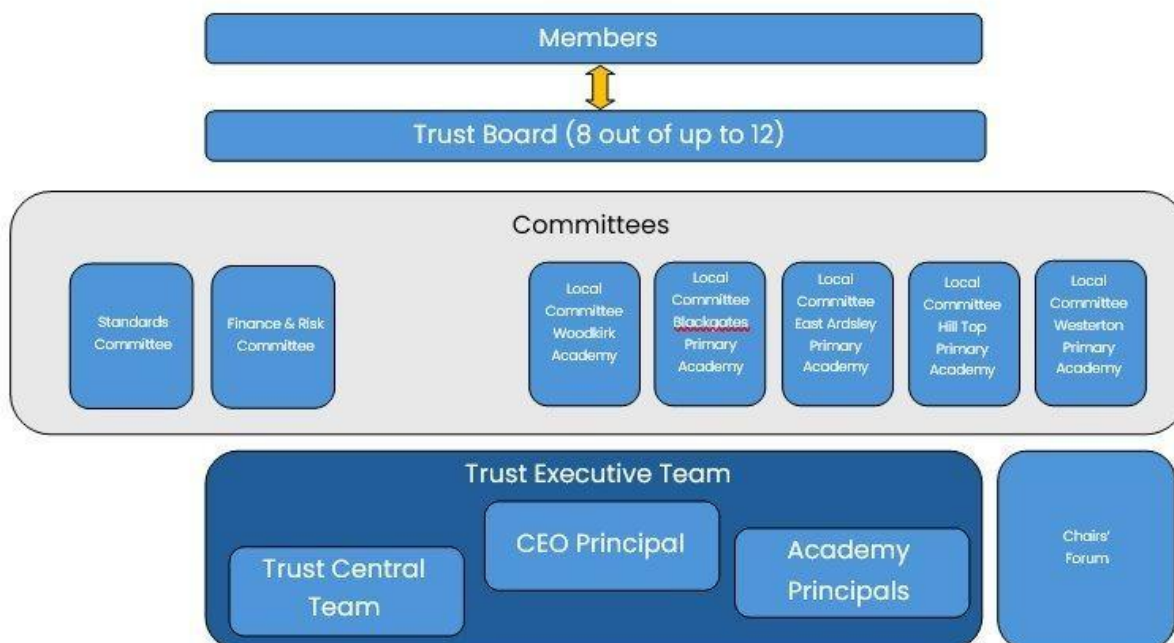 Members
Trust Board (8 out of up to 12)
Committees
Standards
Committee
Finance & Risk
Committee
Local
Committee
Woodkirk
Academy
Local
Committee
Blackgates
Primary
Academy
Local
Committee
East Ardsley
Primary
Academy
Local
Committee
Hill Top
Primary
Academy
Local
Committee
Westerton
Primary
Academy
Trust Executive Team
CEO Principal
Trust Central
Team
Academy
Principals
Chairs'
Forum